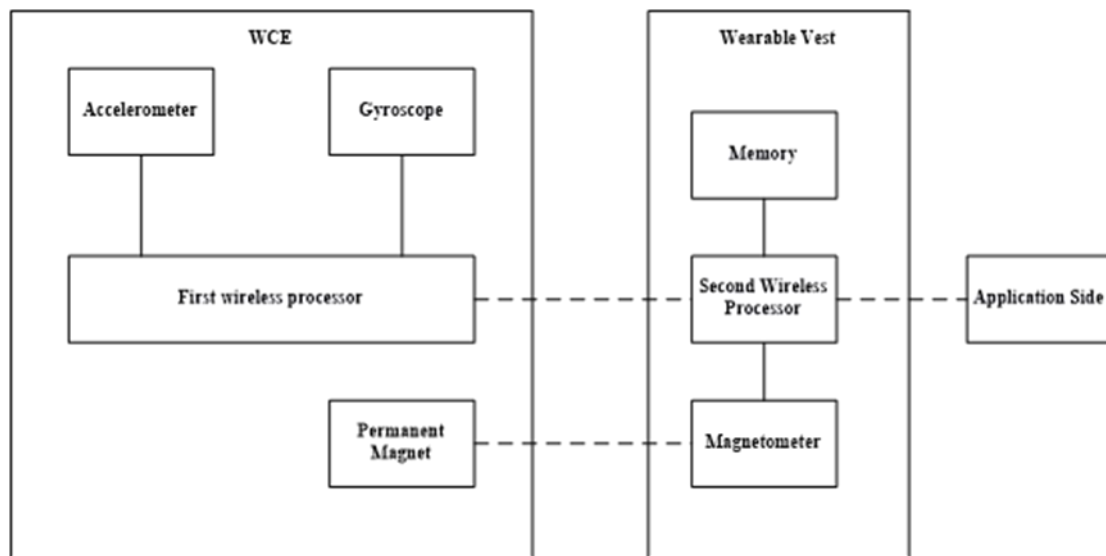 WCE
Wearable Vest
Accelerometer
Gyroscope
Memory
First wireless processor
Second Wireless
Processor
Application Side
Permanent
Magnet
Magnetometer